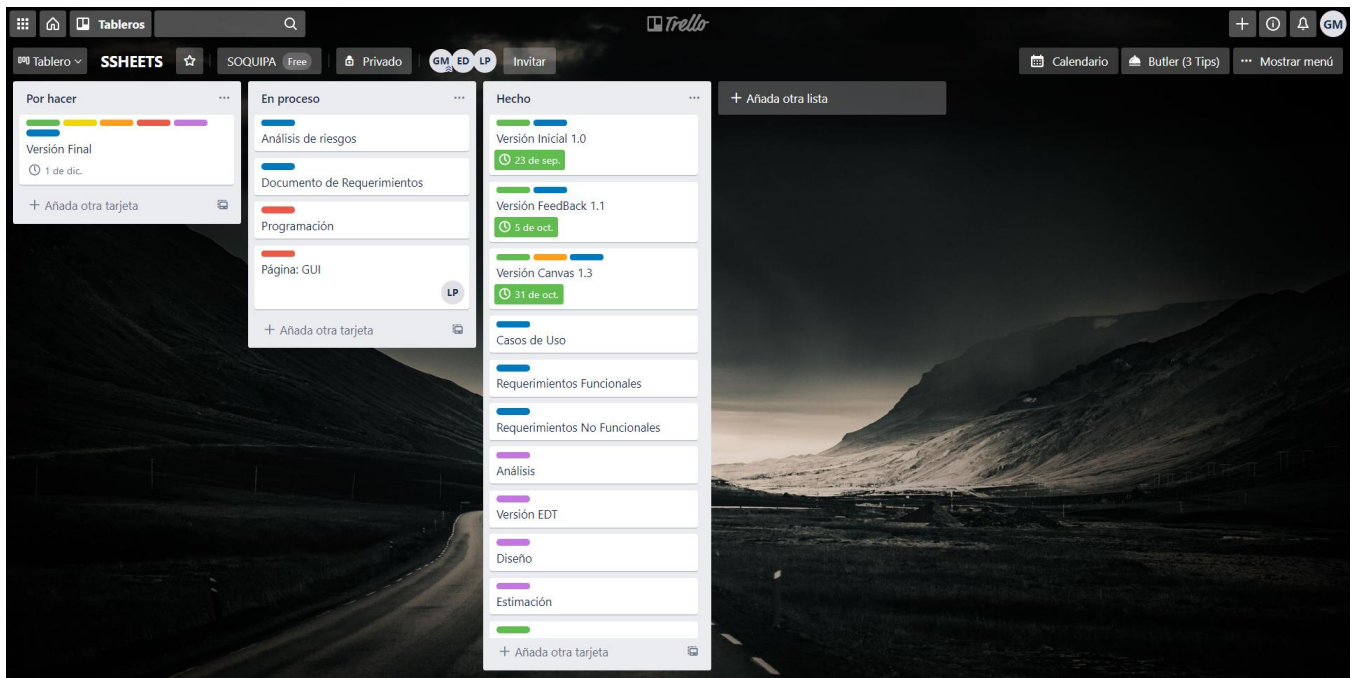 Tableros
Trello
GM
Tablero
SSHEETS
SOQUIPA Free
Privado
GM ED LP
Invitar
Calendario
Butler (3 Tips)
Mostrar menú
Por hacer
Versión Final
1 de dic.
+ Añada otra tarjeta
En proceso
Análisis de riesgos
Documento de Requerimientos
Programación
Página: GUI
LP
+ Añada otra tarjeta
Hecho
Versión Inicial 1.0
23 de sep.
Versión FeedBack 1.1
5 de oct.
Versión Canvas 1.3
31 de oct.
Casos de Uso
Requerimientos Funcionales
Requerimientos No Funcionales
Análisis
Versión EDT
Diseño
Estimación
+ Añada otra tarjeta
+ Añada otra lista